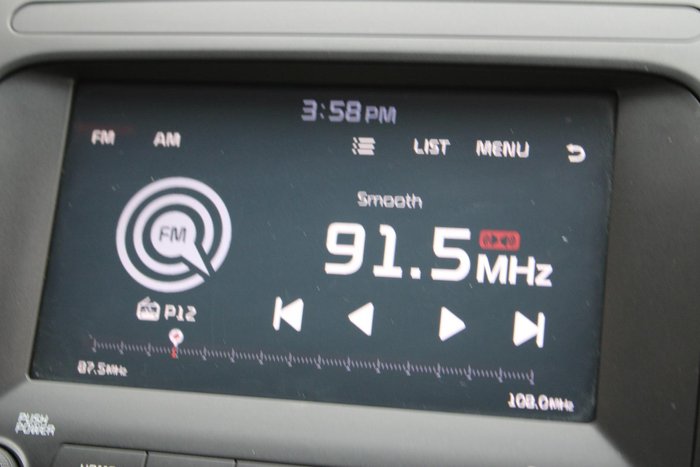 3:58 PM
FM AM LIST MENU
Smooth
FM
91.5 MHz
P12
87.5MHz
108.0MHz
PUSH
POWER